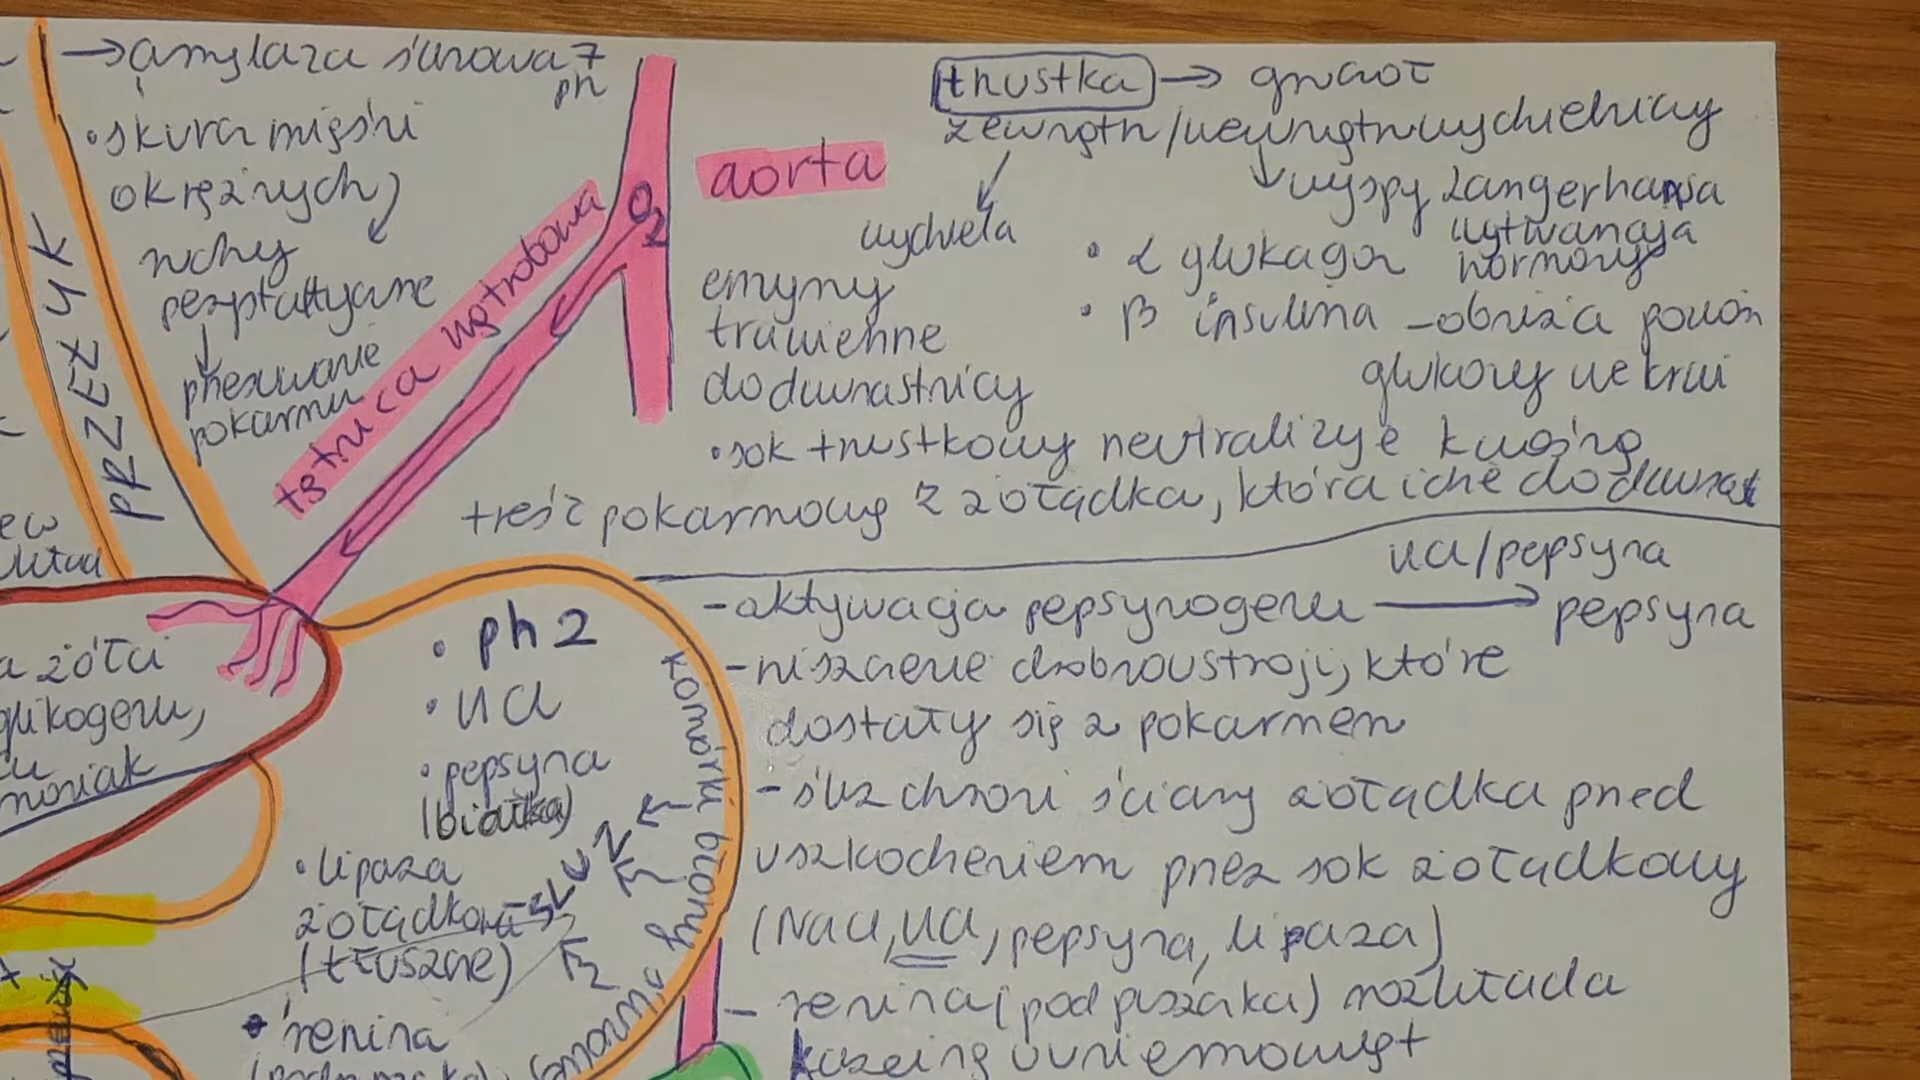 → amylaza ślinowa 7
ph
• skurcz mięśni
okrężnych
ruchy
perystaltyczne
przesuwanie
pokarmu
PRZEŁYK
tętnica wątrobowa
O2
aorta
trzustka → gruczoł
zewnątrz/wewnątrzwydzielniczy
wydziela
enzymy
trawienne
do dwunastnicy
wyspy Langerhansa
wytwarzają
hormony
• α glukagon
• β insulina - obniża poziom
glukozy we krwi
• sok trzustkowy neutralizuje kwaśną
treść pokarmową z żołądka, która idzie do dwunast
HCl/pepsyna
- aktywacja pepsynogenu → pepsyna
- niszczenie drobnoustroji, które
dostały się z pokarmem
- śluz chroni ściany żołądka przed
uszkodzeniem przez sok żołądkowy
(NaCl, HCl, pepsyna, lipaza)
- renina (podpuszczka) rozkłada
kazeinę u niemowląt
• ph 2
• HCl
• pepsyna
(białka)
• lipaza
żołądkowa
(tłuszcze)
• renina
ŚLUZ
komórki błony
żółci
glikogenu,